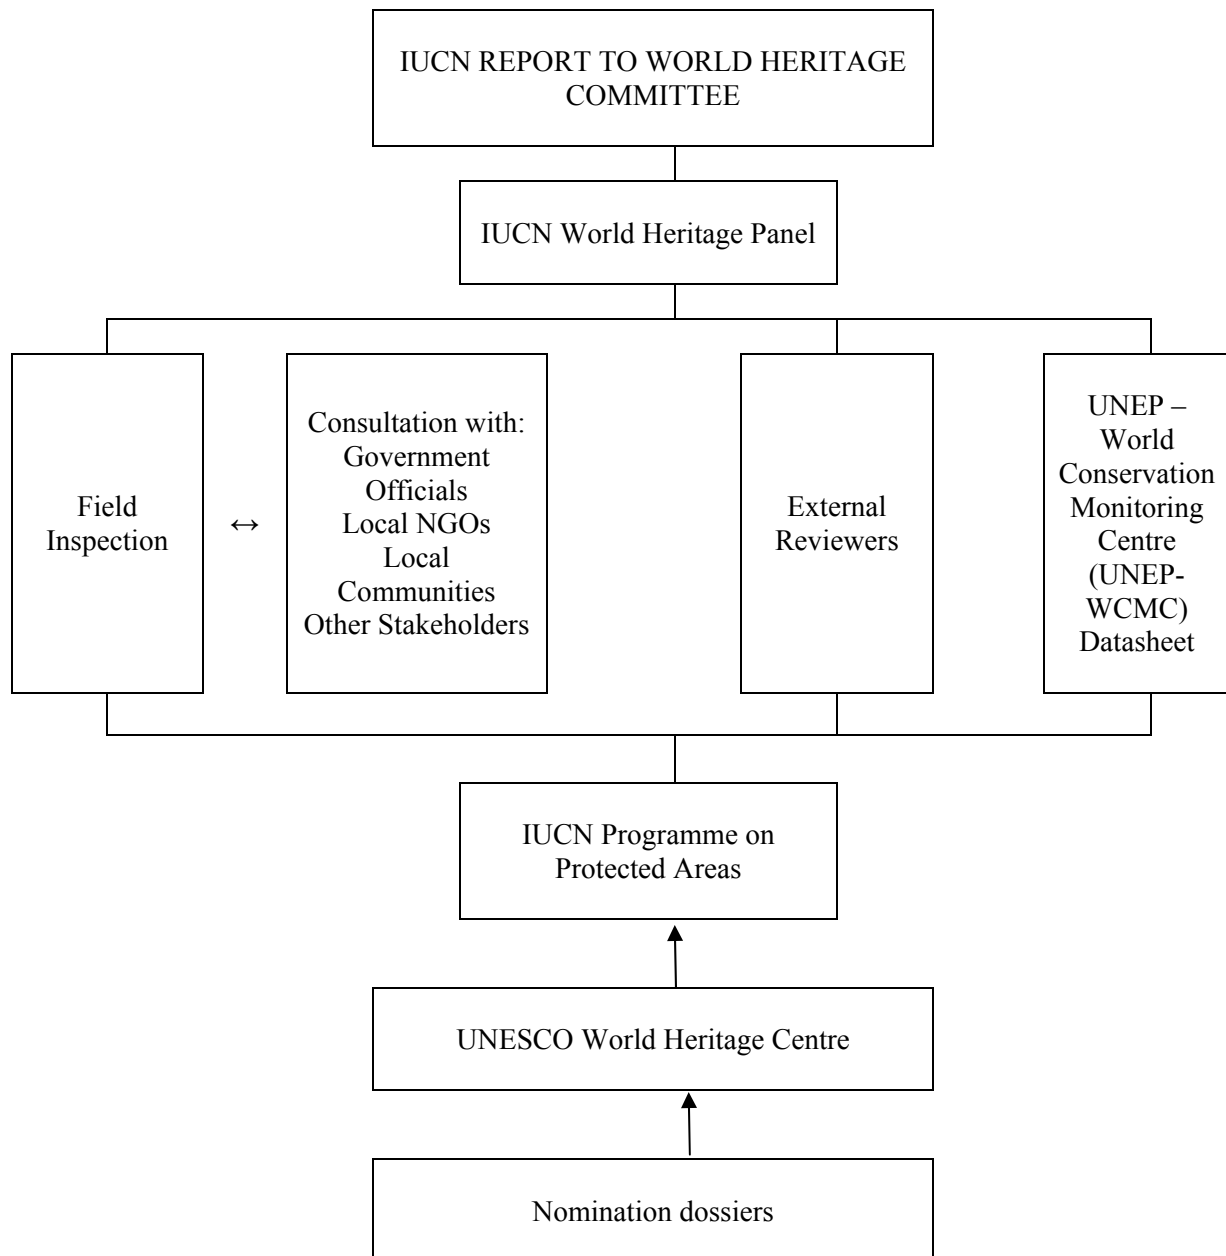 IUCN REPORT TO WORLD HERITAGE
COMMITTEE
IUCN World Heritage Panel
Field
Inspection
↔
Consultation with:
Government
Officials
Local NGOs
Local
Communities
Other Stakeholders
External
Reviewers
UNEP –
World
Conservation
Monitoring
Centre
(UNEP-
WCMC)
Datasheet
IUCN Programme on
Protected Areas
UNESCO World Heritage Centre
Nomination dossiers